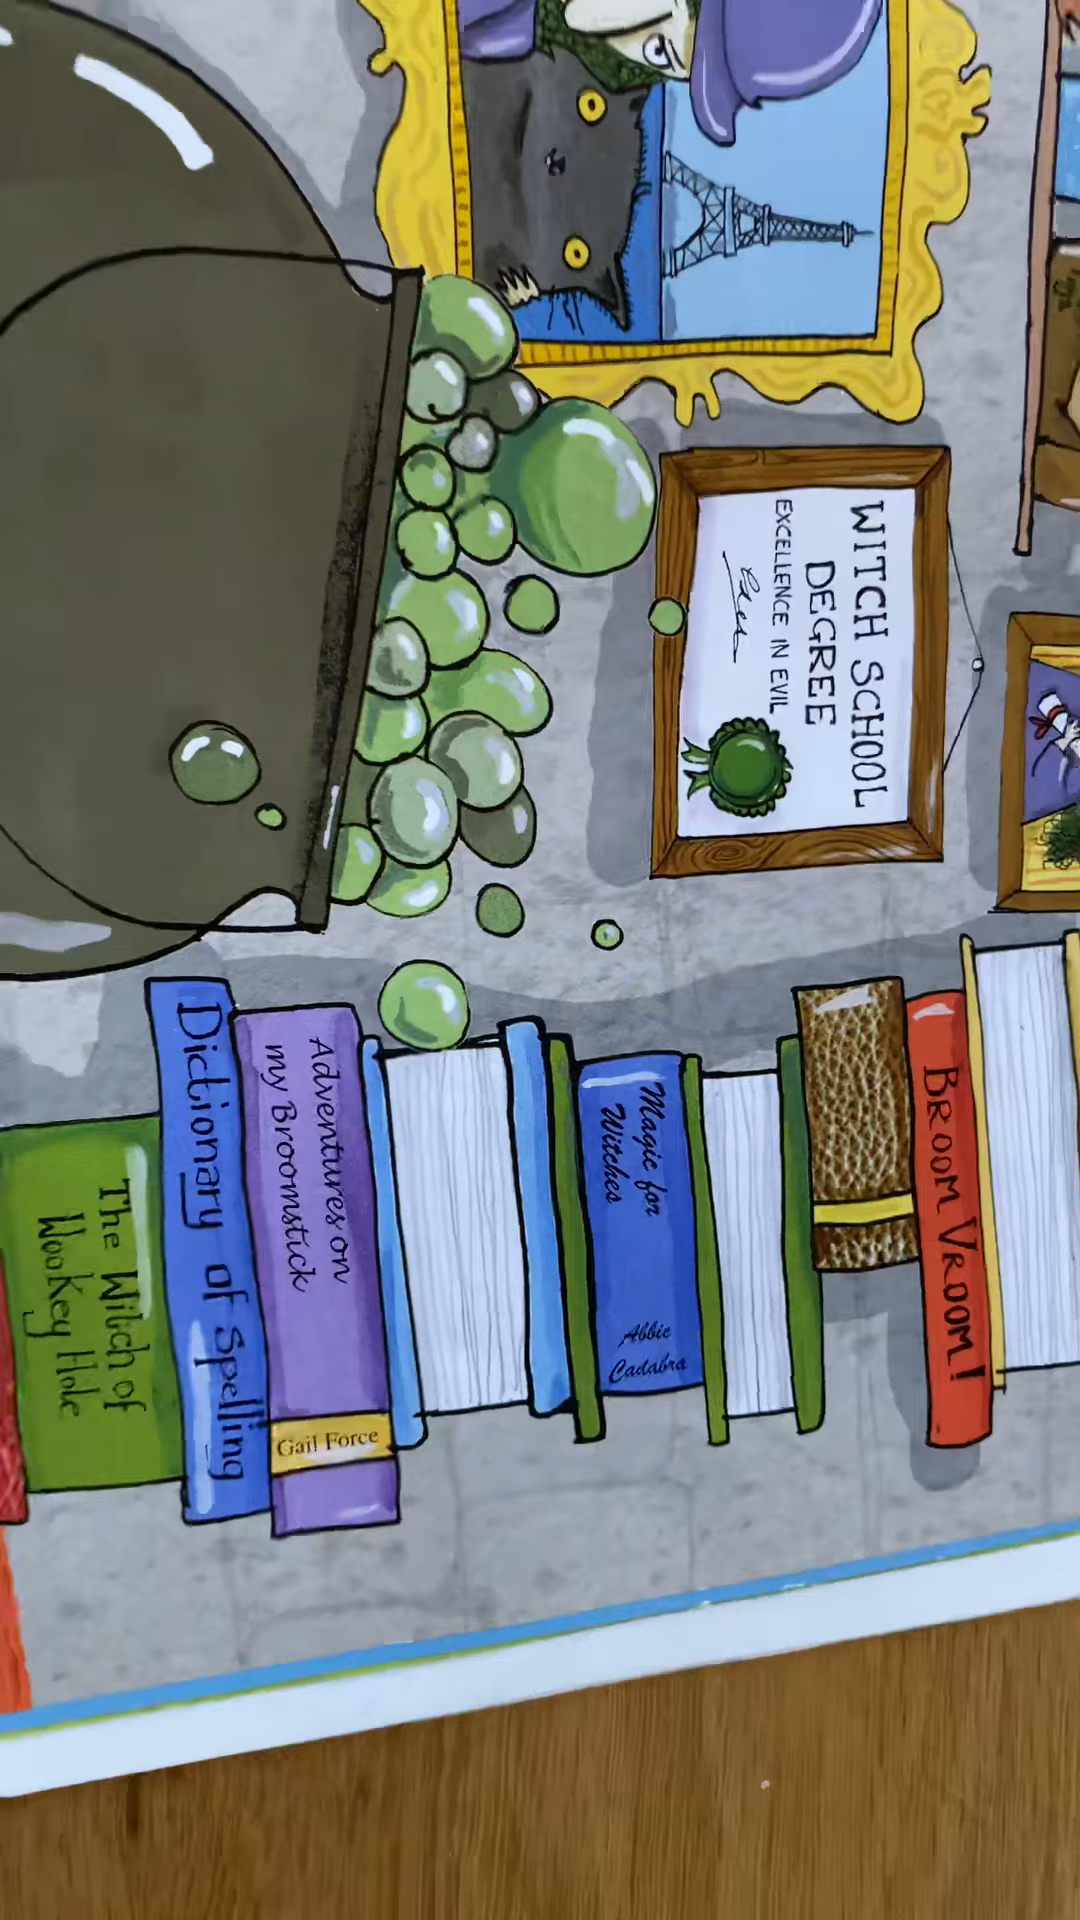 WITCH SCHOOL
DEGREE
EXCELLENCE IN EVIL
BROOM VROOM!
Magic for
Witches
Abbie
Cadabra
Adventures on
my Broomstick
Gail Force
Dictionary of Spelling
The Witch of
Wookey Hole